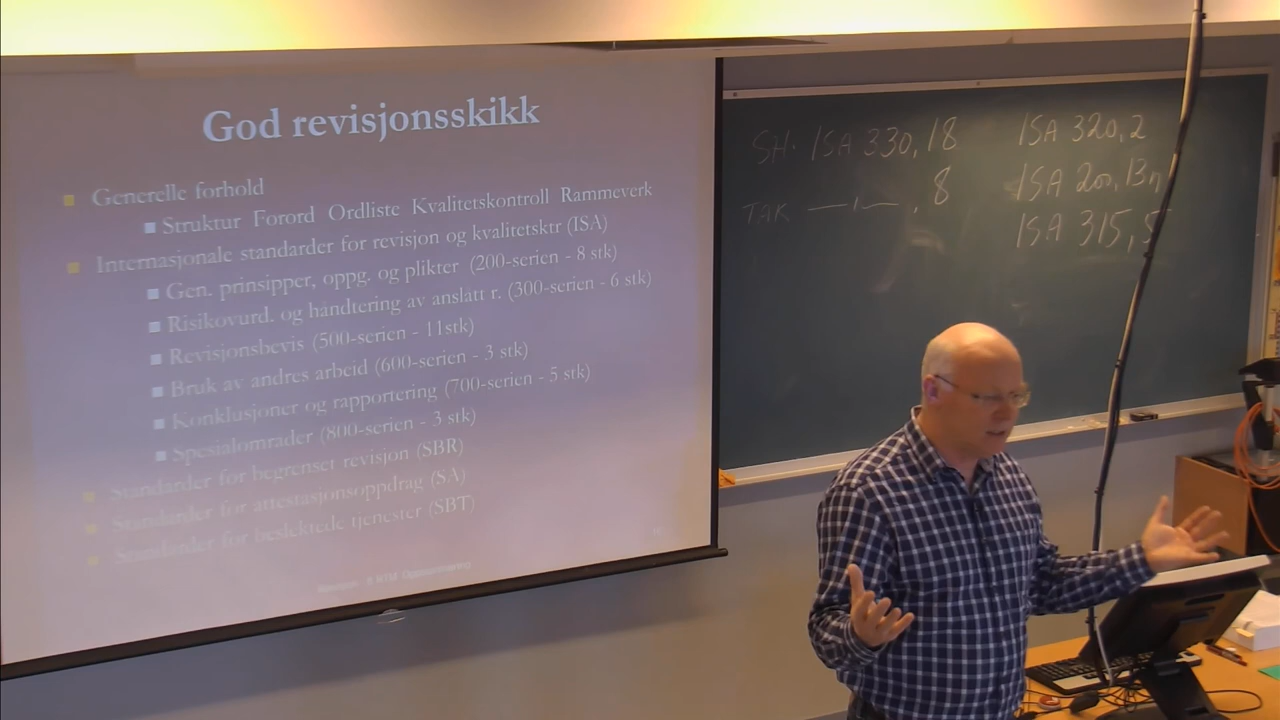 God revisjonsskikk
Generelle forhold
Struktur Forord Ordliste Kvalitetskontroll Rammeverk
Internasjonale standarder for revisjon og kvalitetsktr (ISA)
Gen. prinsipper, oppg. og plikter (200-serien - 8 stk)
Risikovurd. og håndtering av anslått r. (300-serien - 6 stk)
Revisjonsbevis (500-serien - 11stk)
Bruk av andres arbeid (600-serien - 3 stk)
Konklusjoner og rapportering (700-serien - 5 stk)
Spesialområder (800-serien - 3 stk)
Standarder for begrenset revisjon (SBR)
Standarder for attestasjonsoppdrag (SA)
Standarder for beslektede tjenester (SBT)
SH: ISA 330, 18
TAK —"— , 8
ISA 320, 2
ISA 200, 13
ISA 315, 5